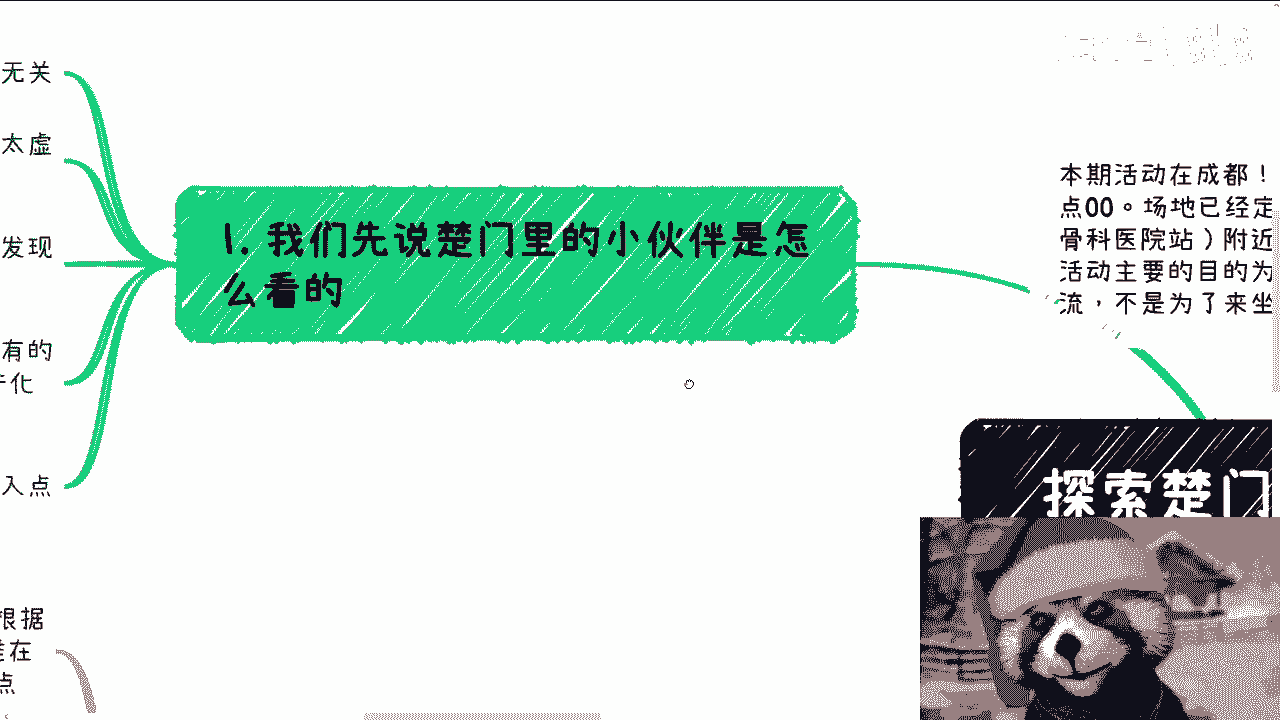 无关
太虚
发现
有的
化
入点
根据
在
点
1. 我们先说楚门里的小伙伴是怎
么看的
本期活动在成都！
点00。场地已经定
骨科医院站）附近
活动主要的目的为
流，不是为了来坐
探索楚门